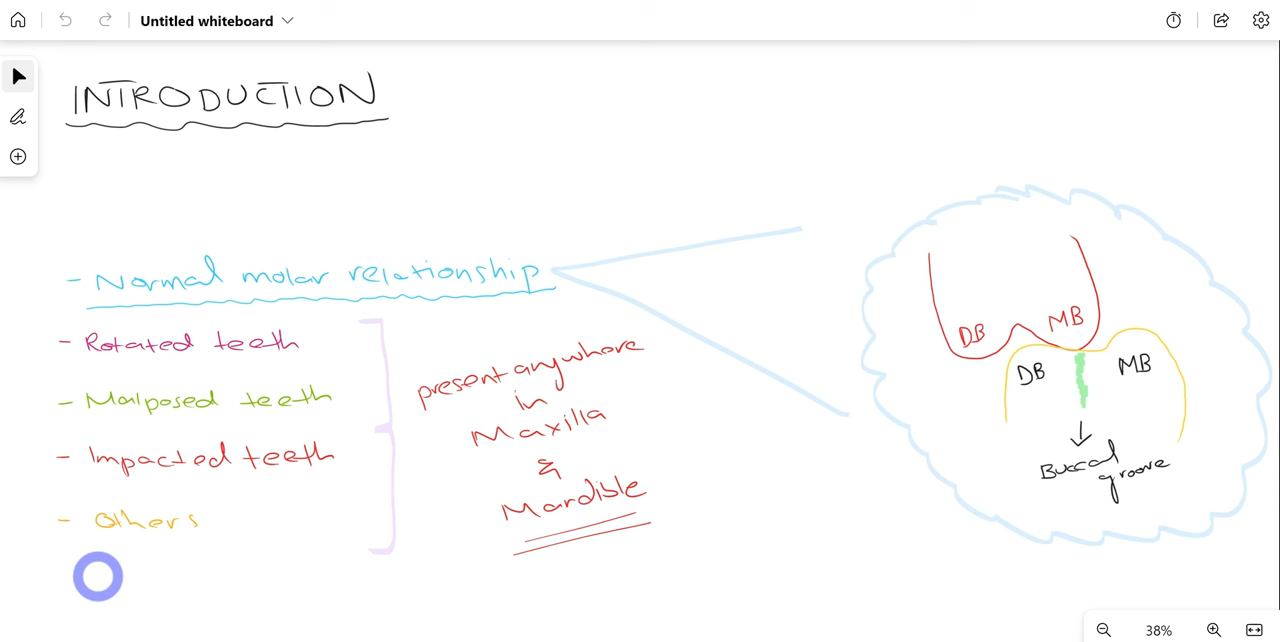 Untitled whiteboard
INTRODUCTION
- Normal molar relationship
- Rotated teeth
- Malposed teeth
- Impacted teeth
- Others
present anywhere
in
Maxilla
&
Mardible
DB MB
DB MB
Buccal
groove
38%